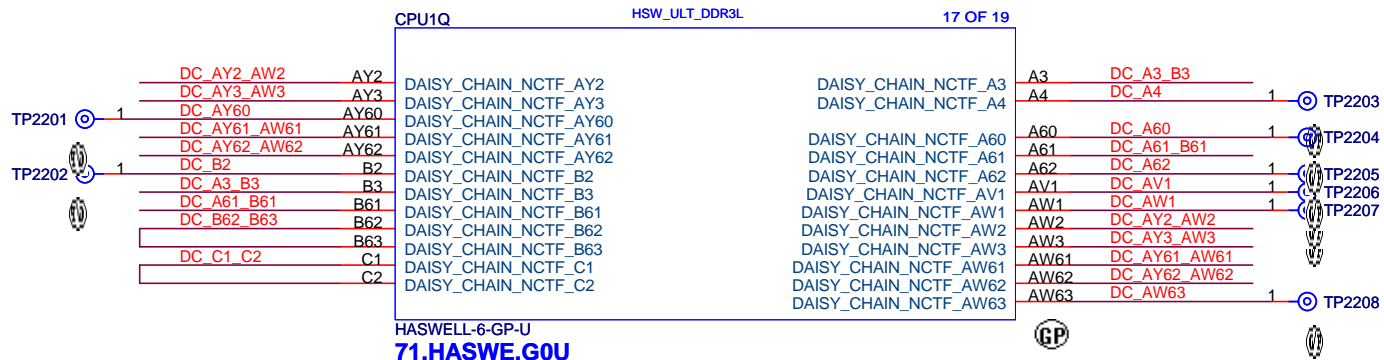 CPU1Q HSW_ULT_DDR3L 17 OF 19
DC_AY2_AW2 AY2 DAISY_CHAIN_NCTF_AY2
DC_AY3_AW3 AY3 DAISY_CHAIN_NCTF_AY3
TP2201 1 DC_AY60 AY60 DAISY_CHAIN_NCTF_AY60
DC_AY61_AW61 AY61 DAISY_CHAIN_NCTF_AY61
DC_AY62_AW62 AY62 DAISY_CHAIN_NCTF_AY62
TP2202 1 DC_B2 B2 DAISY_CHAIN_NCTF_B2
DC_A3_B3 B3 DAISY_CHAIN_NCTF_B3
DC_A61_B61 B61 DAISY_CHAIN_NCTF_B61
DC_B62_B63 B62 DAISY_CHAIN_NCTF_B62
B63 DAISY_CHAIN_NCTF_B63
DC_C1_C2 C1 DAISY_CHAIN_NCTF_C1
C2 DAISY_CHAIN_NCTF_C2
DAISY_CHAIN_NCTF_A3 A3 DC_A3_B3
DAISY_CHAIN_NCTF_A4 A4 DC_A4 1 TP2203
DAISY_CHAIN_NCTF_A60 A60 DC_A60 1 TP2204
DAISY_CHAIN_NCTF_A61 A61 DC_A61_B61
DAISY_CHAIN_NCTF_A62 A62 DC_A62 1 TP2205
DAISY_CHAIN_NCTF_AV1 AV1 DC_AV1 1 TP2206
DAISY_CHAIN_NCTF_AW1 AW1 DC_AW1 1 TP2207
DAISY_CHAIN_NCTF_AW2 AW2 DC_AY2_AW2
DAISY_CHAIN_NCTF_AW3 AW3 DC_AY3_AW3
DAISY_CHAIN_NCTF_AW61 AW61 DC_AY61_AW61
DAISY_CHAIN_NCTF_AW62 AW62 DC_AY62_AW62
DAISY_CHAIN_NCTF_AW63 AW63 DC_AW63 1 TP2208
HASWELL-6-GP-U
71.HASWE.G0U
GP